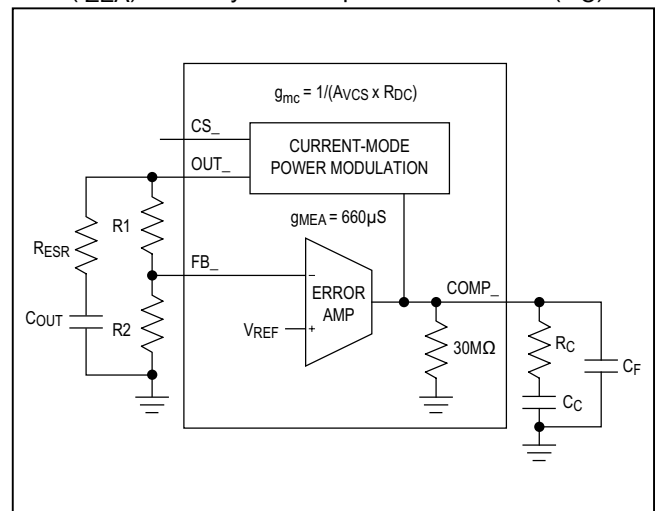 gmc = 1/(AVCS x RDC)
CS_
CURRENT-MODE
POWER MODULATION
OUT_
R1
gMEA = 660µS
RESR
FB_
COMP_
ERROR
AMP
COUT
R2
VREF
30MΩ
RC
CF
CC
−
+